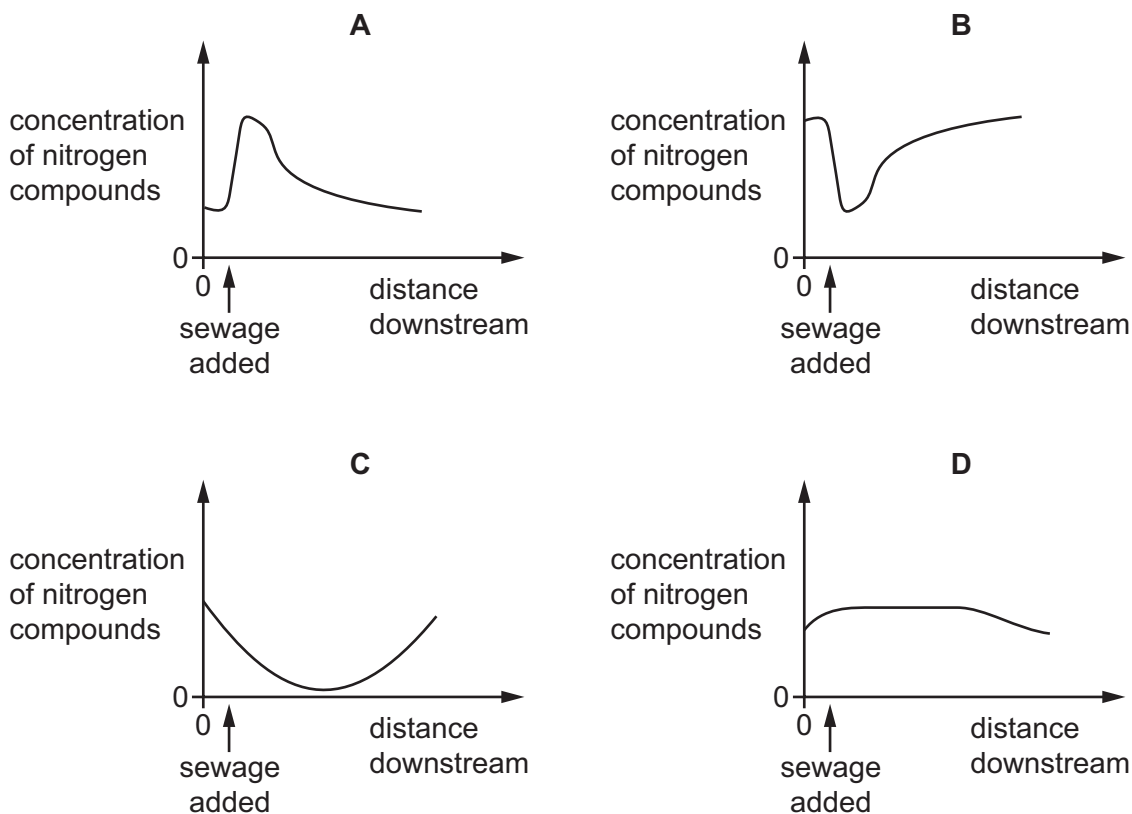 A
concentration
of nitrogen
compounds
0
0
distance
downstream
sewage
added
B
concentration
of nitrogen
compounds
0
0
distance
downstream
sewage
added
C
concentration
of nitrogen
compounds
0
0
distance
downstream
sewage
added
D
concentration
of nitrogen
compounds
0
0
distance
downstream
sewage
added